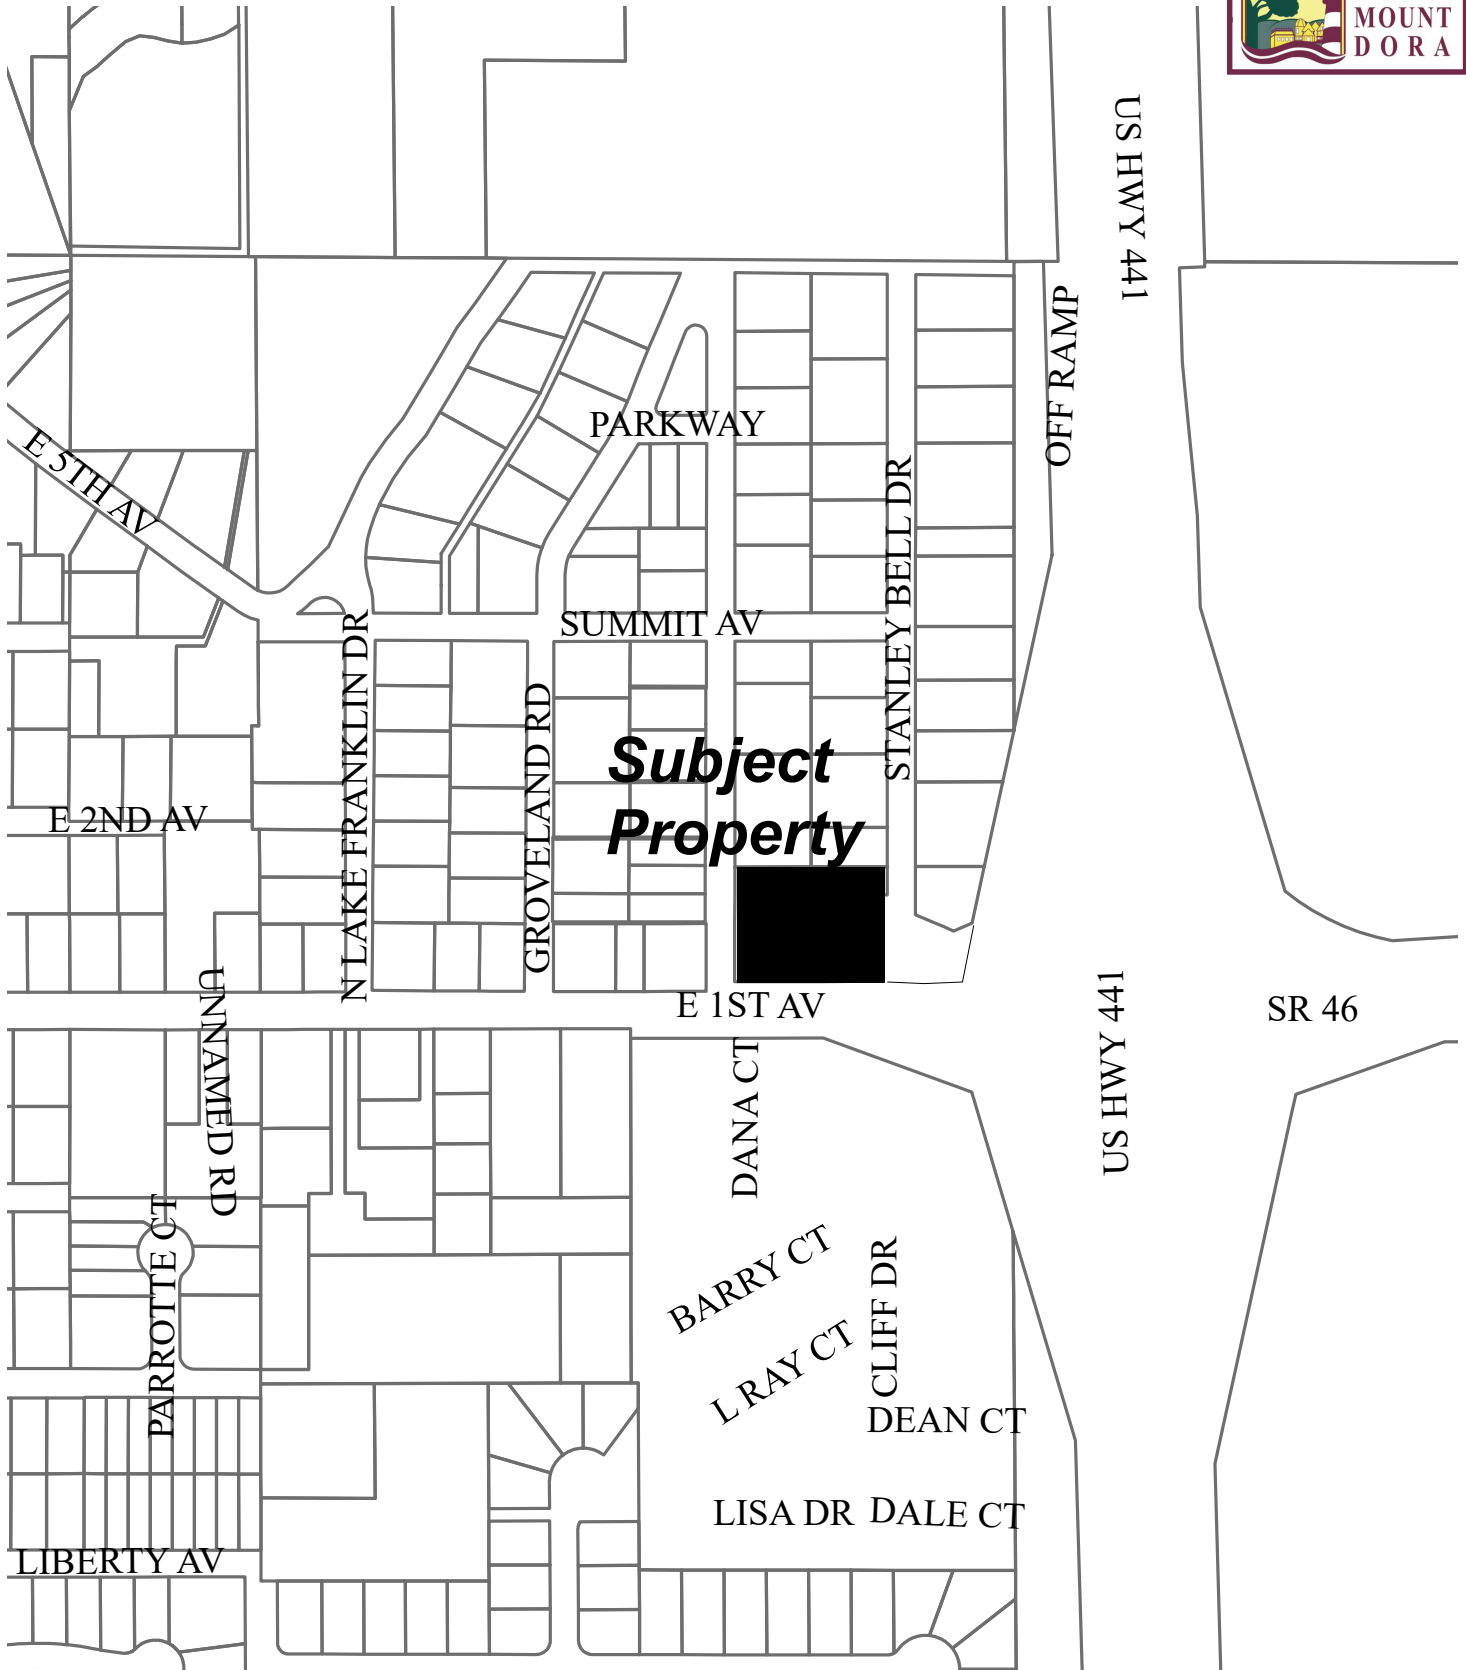 MOUNT
DORA
US HWY 441
OFF RAMP
PARKWAY
E 5TH AV
STANLEY BELL DR
SUMMIT AV
N LAKE FRANKLIN DR
GROVELAND RD
Subject
Property
E 2ND AV
UNNAMED RD
E 1ST AV
US HWY 441
SR 46
DANA CT
PARROTTE CT
BARRY CT
CLIFF DR
L RAY CT
DEAN CT
LISA DR
DALE CT
LIBERTY AV